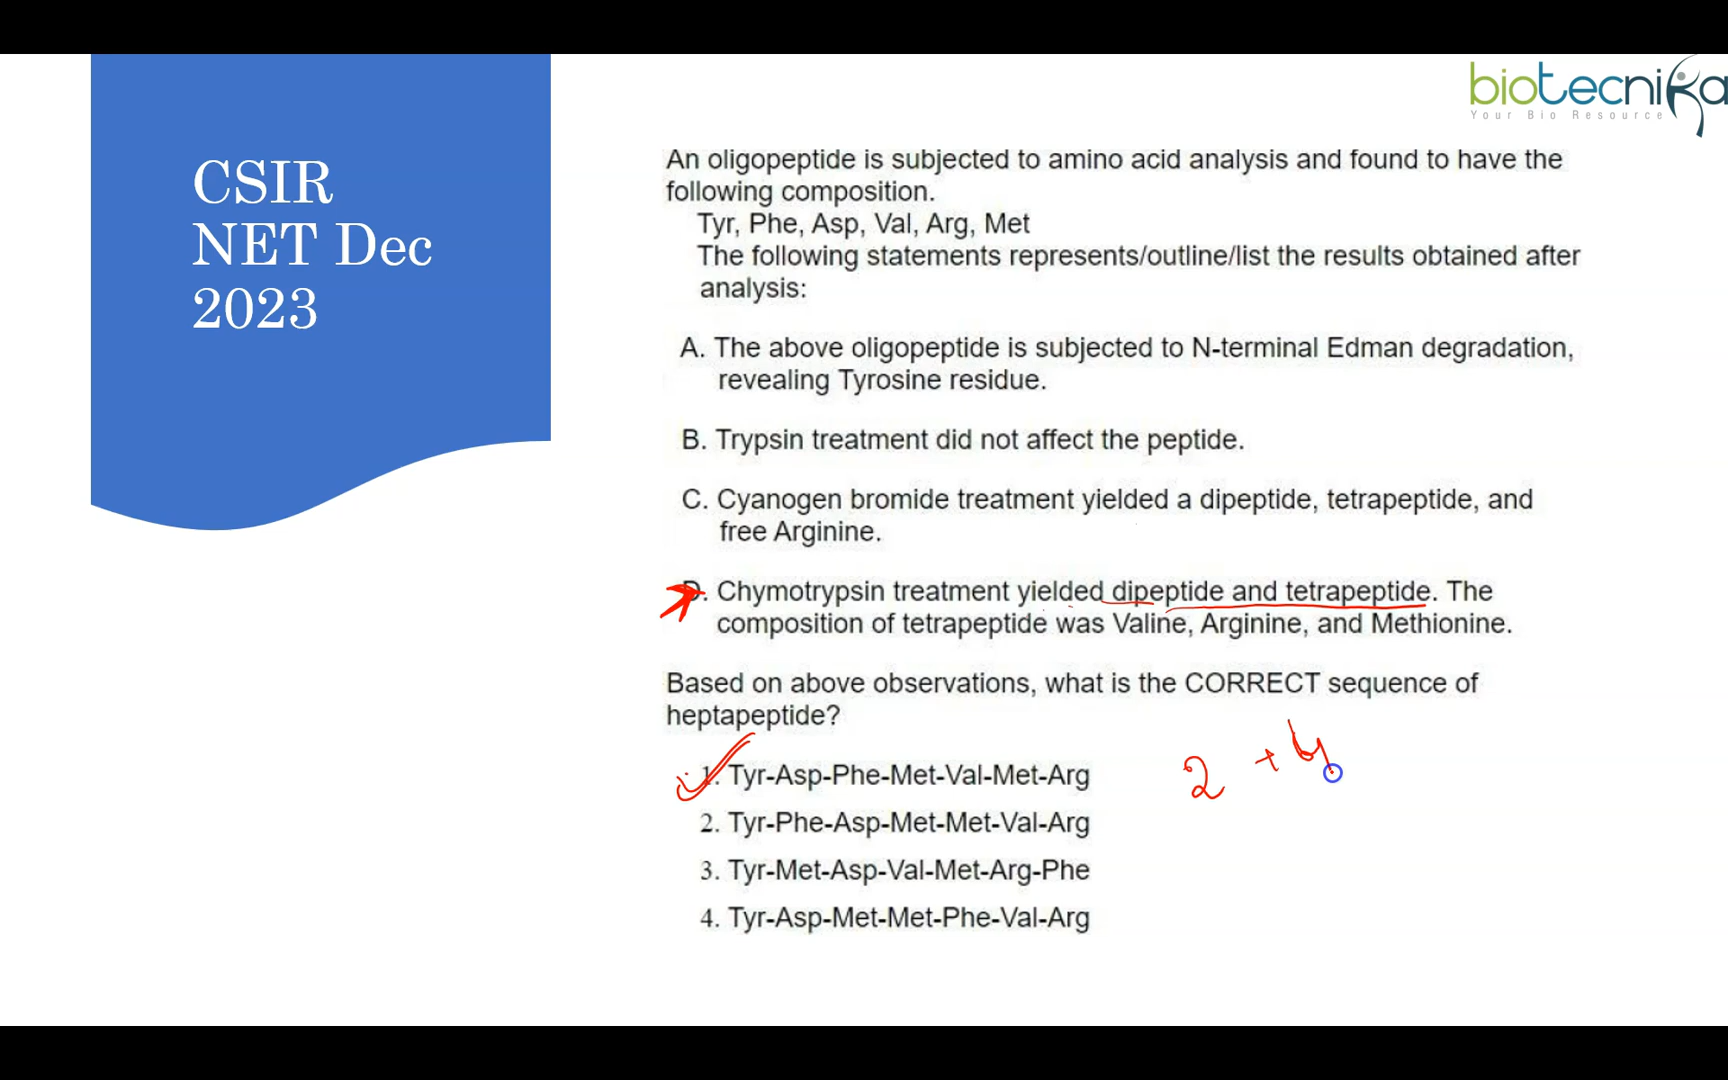 biotecnika
Your Bio Resource
CSIR
NET Dec
2023
An oligopeptide is subjected to amino acid analysis and found to have the
following composition.
Tyr, Phe, Asp, Val, Arg, Met
The following statements represents/outline/list the results obtained after
analysis:
A. The above oligopeptide is subjected to N-terminal Edman degradation,
revealing Tyrosine residue.
B. Trypsin treatment did not affect the peptide.
C. Cyanogen bromide treatment yielded a dipeptide, tetrapeptide, and
free Arginine.
D. Chymotrypsin treatment yielded dipeptide and tetrapeptide. The
composition of tetrapeptide was Valine, Arginine, and Methionine.
Based on above observations, what is the CORRECT sequence of
heptapeptide?
1. Tyr-Asp-Phe-Met-Val-Met-Arg
2 + 4
2. Tyr-Phe-Asp-Met-Met-Val-Arg
3. Tyr-Met-Asp-Val-Met-Arg-Phe
4. Tyr-Asp-Met-Met-Phe-Val-Arg